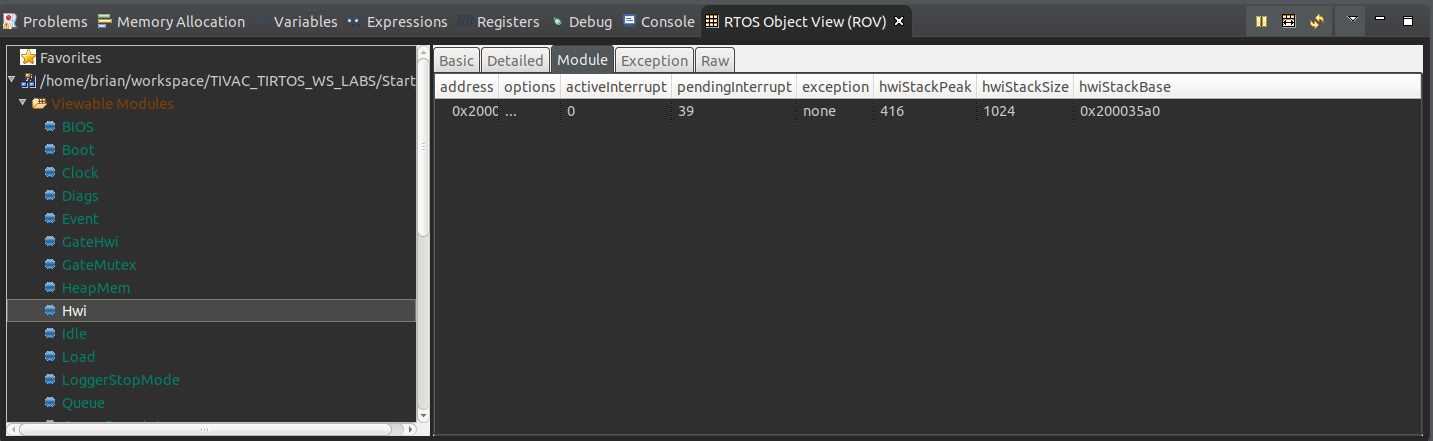 Problems Memory Allocation Variables Expressions Registers Debug Console RTOS Object View (ROV)
Favorites
/home/brian/workspace/TIVAC_TIRTOS_WS_LABS/Start
Viewable Modules
BIOS
Boot
Clock
Diags
Event
GateHwi
GateMutex
HeapMem
Hwi
Idle
Load
LoggerStopMode
Queue
Basic Detailed Module Exception Raw
address options activeInterrupt pendingInterrupt exception hwiStackPeak hwiStackSize hwiStackBase
0x2000 ... 0 39 none 416 1024 0x200035a0